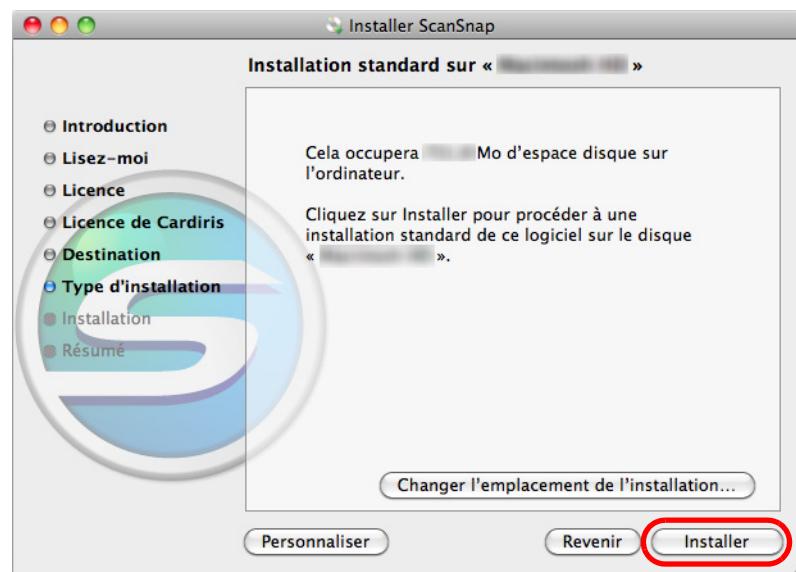 Installer ScanSnap
Installation standard sur « »
Introduction
Lisez-moi
Licence
Licence de Cardiris
Destination
Type d'installation
Installation
Résumé
Cela occupera Mo d'espace disque sur
l'ordinateur.
Cliquez sur Installer pour procéder à une
installation standard de ce logiciel sur le disque
« ».
Changer l'emplacement de l'installation...
Personnaliser
Revenir
Installer